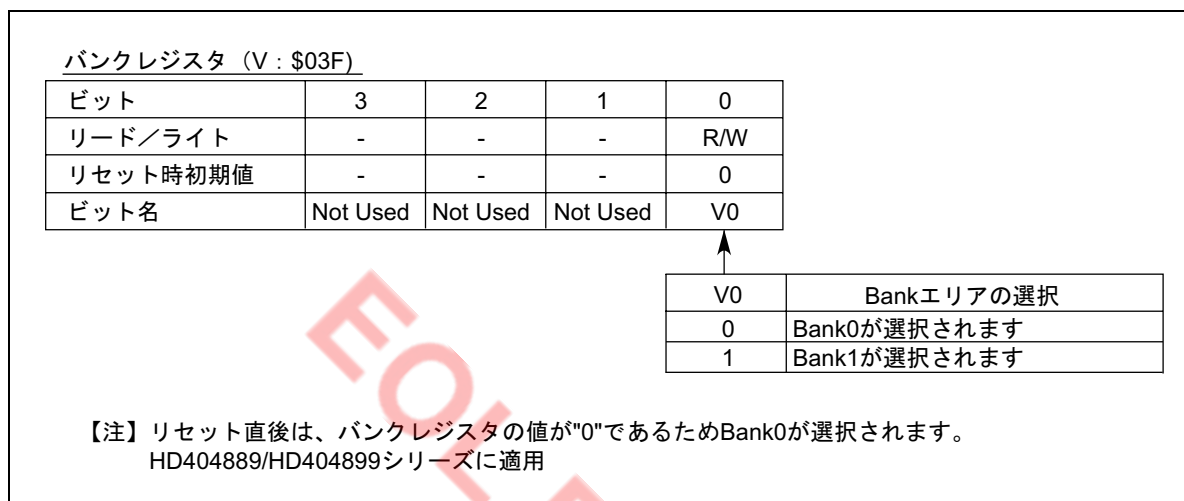 バンクレジスタ（V：$03F)
ビット 3 2 1 0
リード／ライト - - - R/W
リセット時初期値 - - - 0
ビット名 Not Used Not Used Not Used V0
V0 Bankエリアの選択
0 Bank0が選択されます
1 Bank1が選択されます
【注】リセット直後は、バンクレジスタの値が"0"であるためBank0が選択されます。
HD404889/HD404899シリーズに適用
EOL